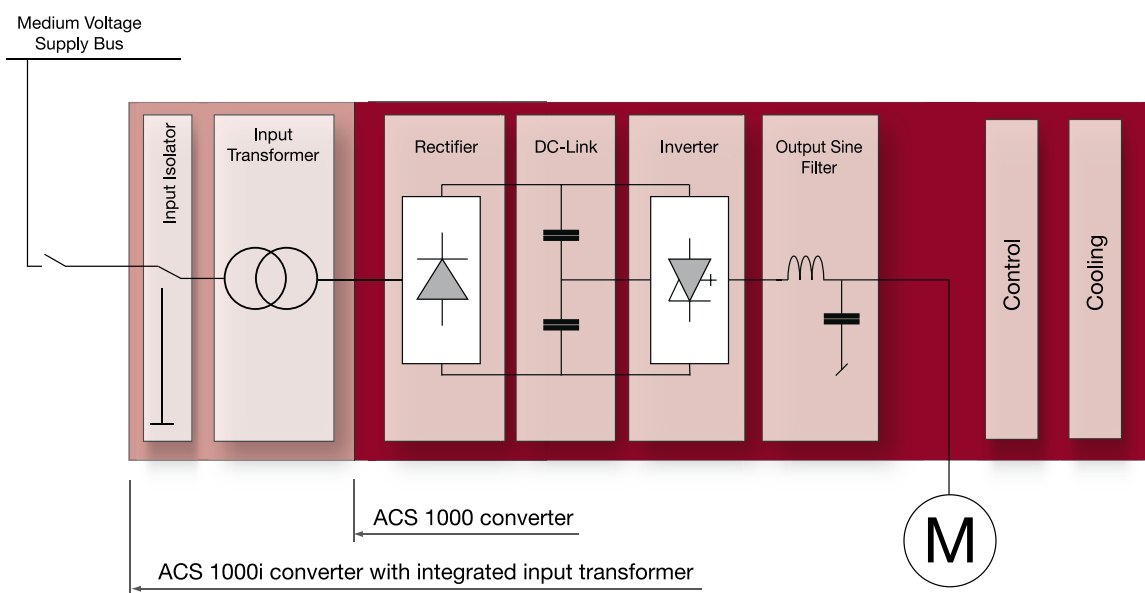 Medium Voltage
Supply Bus
Input Isolator
Input
Transformer
Rectifier
DC-Link
Inverter
Output Sine
Filter
Control
Cooling
M
ACS 1000 converter
ACS 1000i converter with integrated input transformer